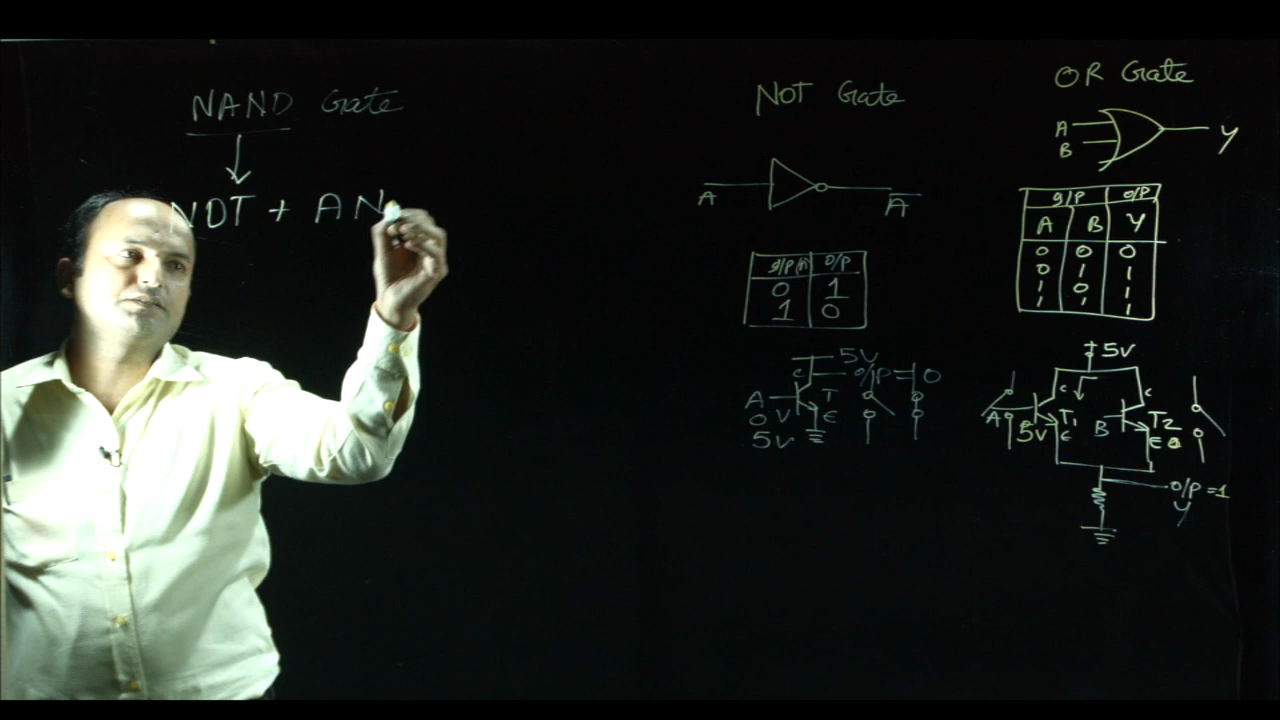 NAND Gate
NOT + AN
NOT Gate
A
A̅
I/P(A) O/P
0 1
1 0
5V
C
O/P = 0
A T
0V E
5V
OR Gate
A
B
Y
I/P O/P
A B Y
0 0 0
0 1 1
1 0 1
1 1 1
5V
C C
A T1 B T2
5V E E
O/P = 1
Y